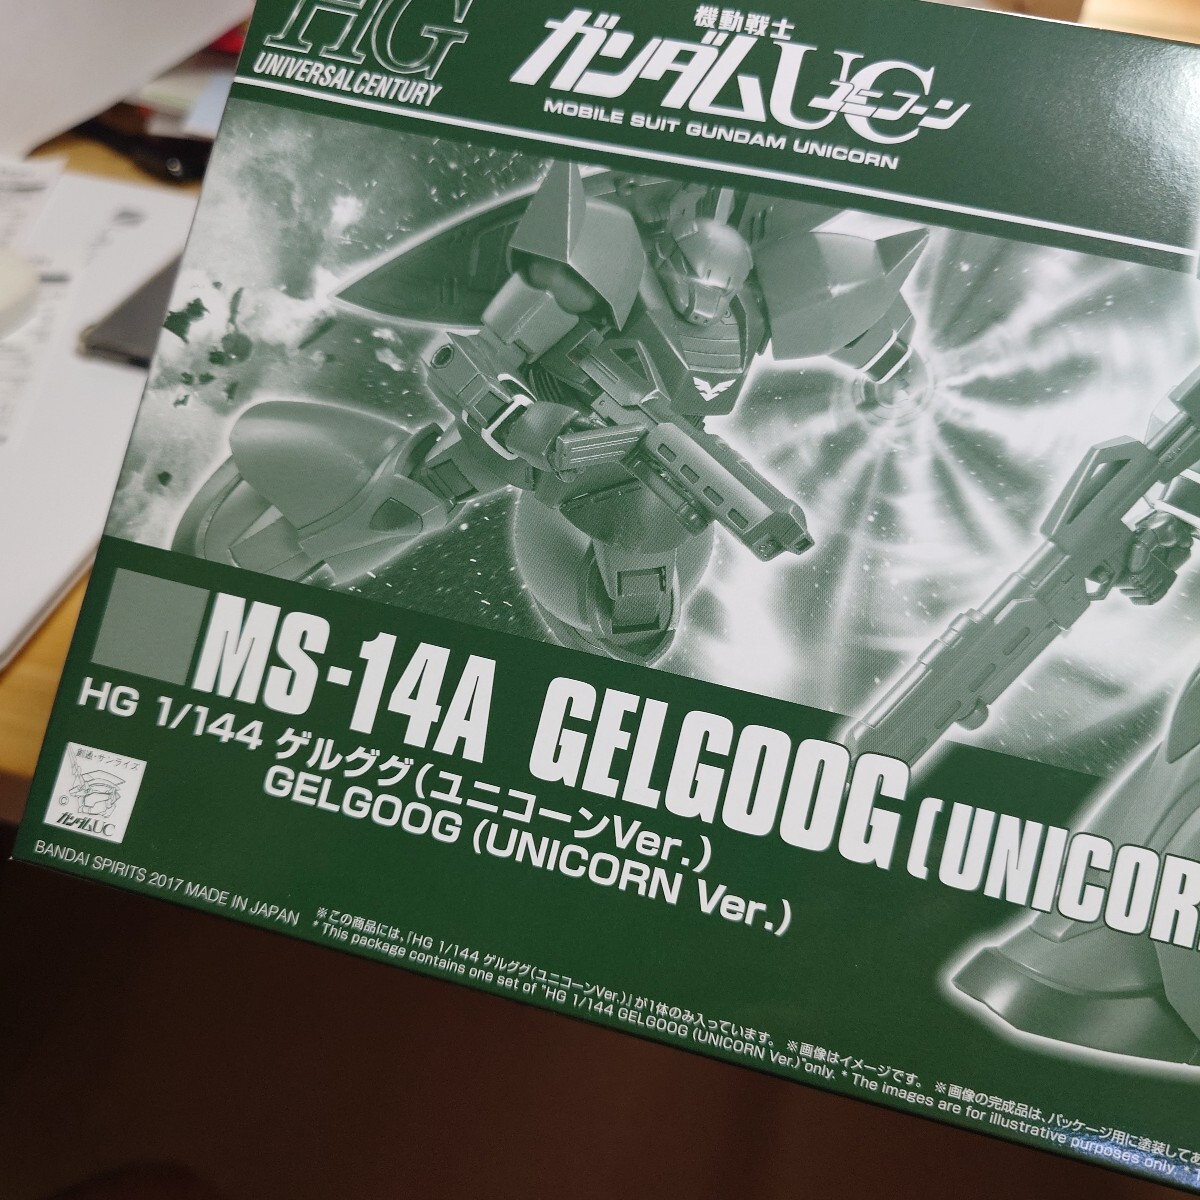 HG
UNIVERSAL CENTURY
機動戦士
ガンダムUC
ユニコーン
MOBILE SUIT GUNDAM UNICORN
MS-14A GELGOOG (UNICOR
HG 1/144 ゲルググ(ユニコーンVer.)
GELGOOG (UNICORN Ver.)
創通・サンライズ
©
ガンダムUC
BANDAI SPIRITS 2017 MADE IN JAPAN
※この商品には、「HG 1/144 ゲルググ(ユニコーンVer.)」が1体のみ入っています。 ※画像はイメージです。 ※画像の完成品は、パッケージ用に塗装してあ
* This package contains one set of "HG 1/144 GELGOOG (UNICORN Ver.)" only. * The images are for illustrative purposes only. *